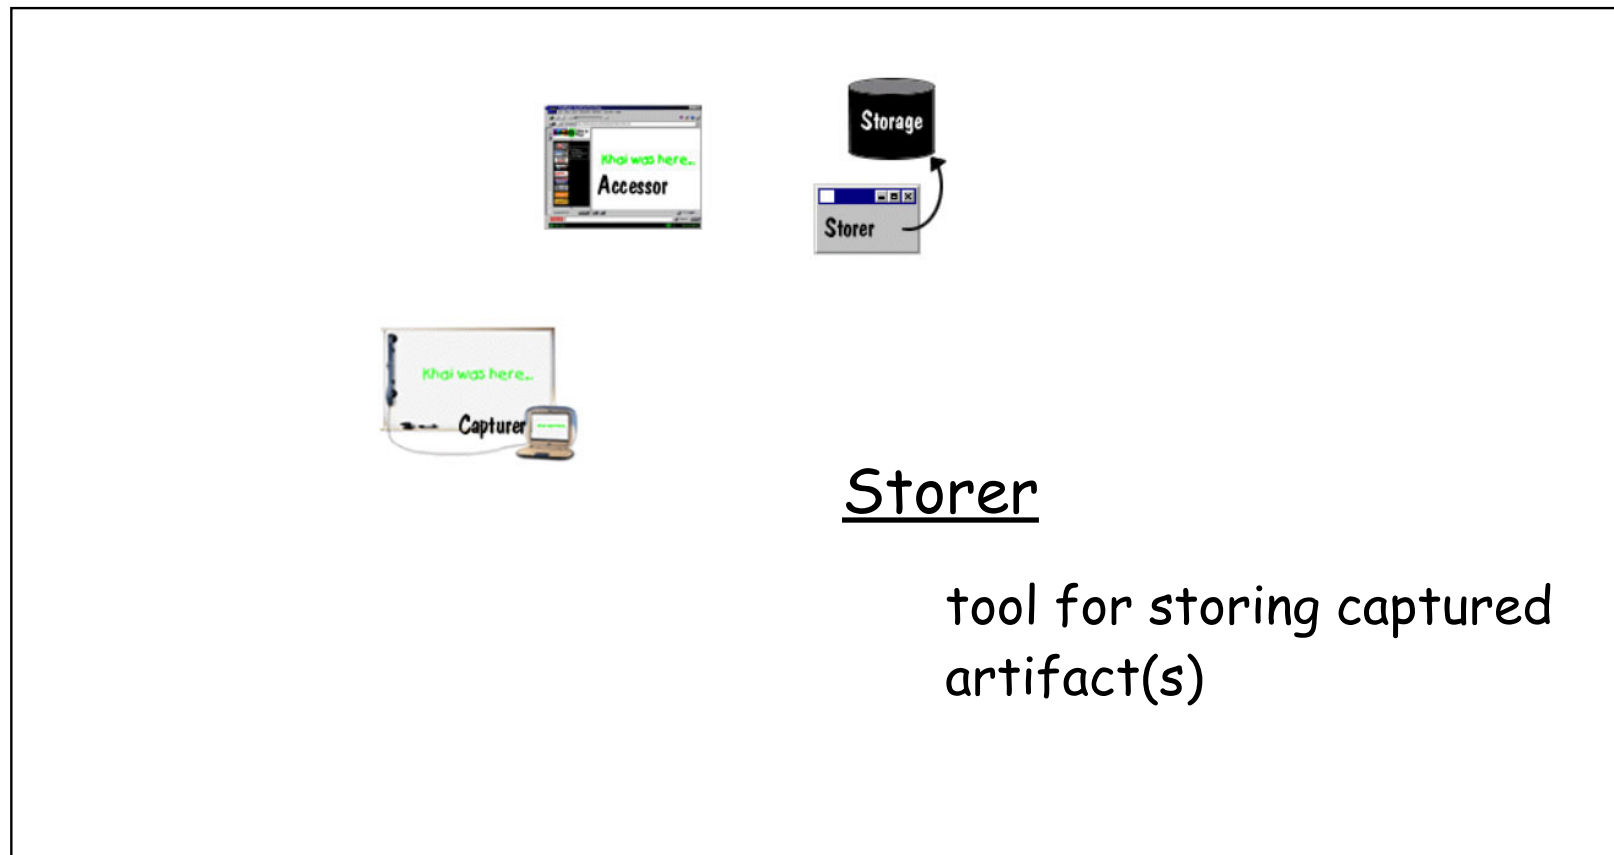 Storage
Khai was here...
Accessor
Storer
Khai was here...
Capturer
Storer
tool for storing captured
artifact(s)